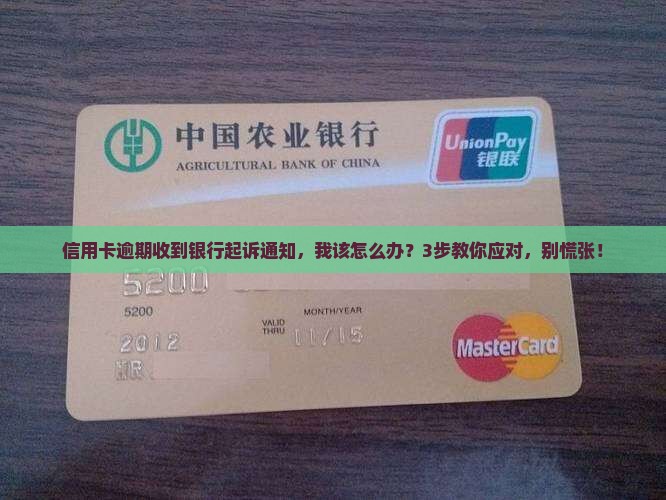 中国农业银行
AGRICULTURAL BANK OF CHINA
UnionPay
银联
信用卡逾期收到银行起诉通知，我该怎么办？3步教你应对，别慌张！
5200
5200
MONTH/YEAR
VALID
THRU
11/15
2012
MR
MasterCard